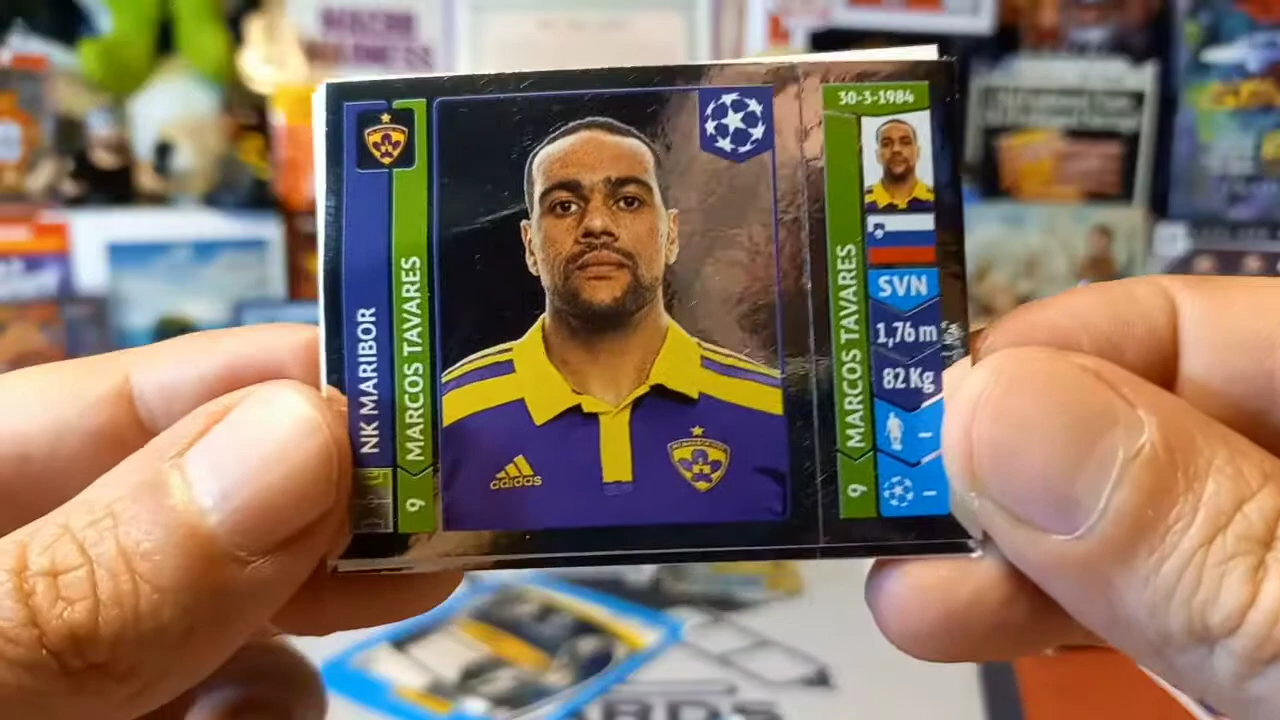 NK MARIBOR
MARCOS TAVARES
9
adidas
30-3-1984
MARCOS TAVARES
9
SVN
1,76 m
82 Kg
–
–